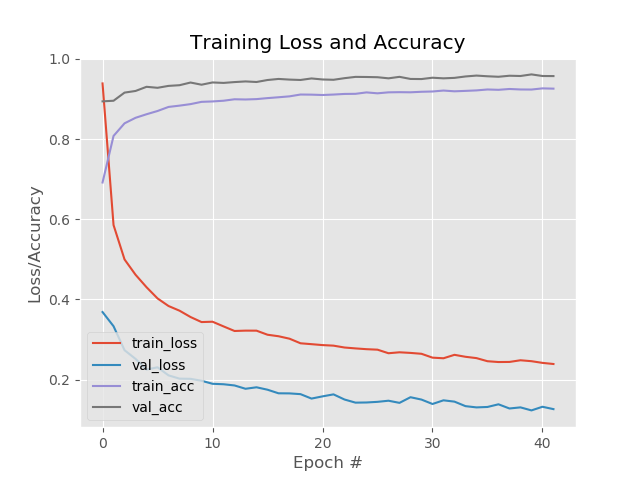 Training Loss and Accuracy
1.0
0.8
0.6
0.4
0.2
Loss/Accuracy
train_loss
val_loss
train_acc
val_acc
0
10
20
30
40
Epoch #